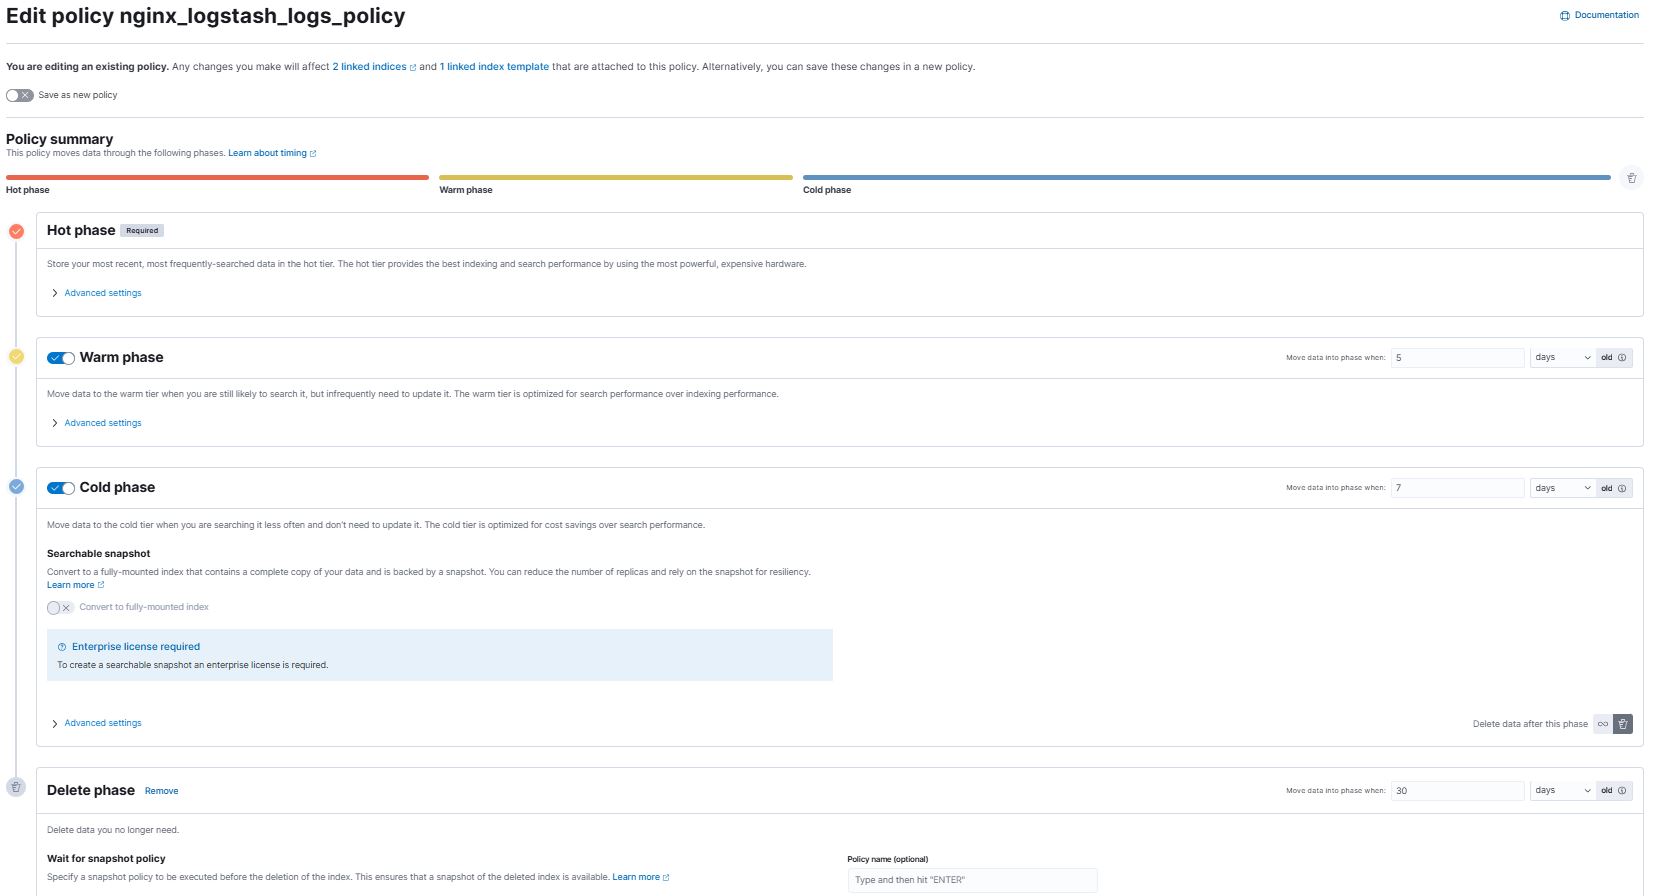 Edit policy nginx_logstash_logs_policy
Documentation
You are editing an existing policy. Any changes you make will affect 2 linked indices and 1 linked index template that are attached to this policy. Alternatively, you can save these changes in a new policy.
Save as new policy
Policy summary
This policy moves data through the following phases. Learn about timing
Hot phase
Warm phase
Cold phase
Hot phase Required
Store your most recent, most frequently-searched data in the hot tier. The hot tier provides the best indexing and search performance by using the most powerful, expensive hardware.
Advanced settings
Warm phase
Move data into phase when: 5 days old
Move data to the warm tier when you are still likely to search it, but infrequently need to update it. The warm tier is optimized for search performance over indexing performance.
Advanced settings
Cold phase
Move data into phase when: 7 days old
Move data to the cold tier when you are searching it less often and don't need to update it. The cold tier is optimized for cost savings over search performance.
Searchable snapshot
Convert to a fully-mounted index that contains a complete copy of your data and is backed by a snapshot. You can reduce the number of replicas and rely on the snapshot for resiliency.
Learn more
Convert to fully-mounted index
Enterprise license required
To create a searchable snapshot an enterprise license is required.
Advanced settings
Delete data after this phase
Delete phase Remove
Move data into phase when: 30 days old
Delete data you no longer need.
Wait for snapshot policy
Specify a snapshot policy to be executed before the deletion of the index. This ensures that a snapshot of the deleted index is available. Learn more
Policy name (optional)
Type and then hit "ENTER"